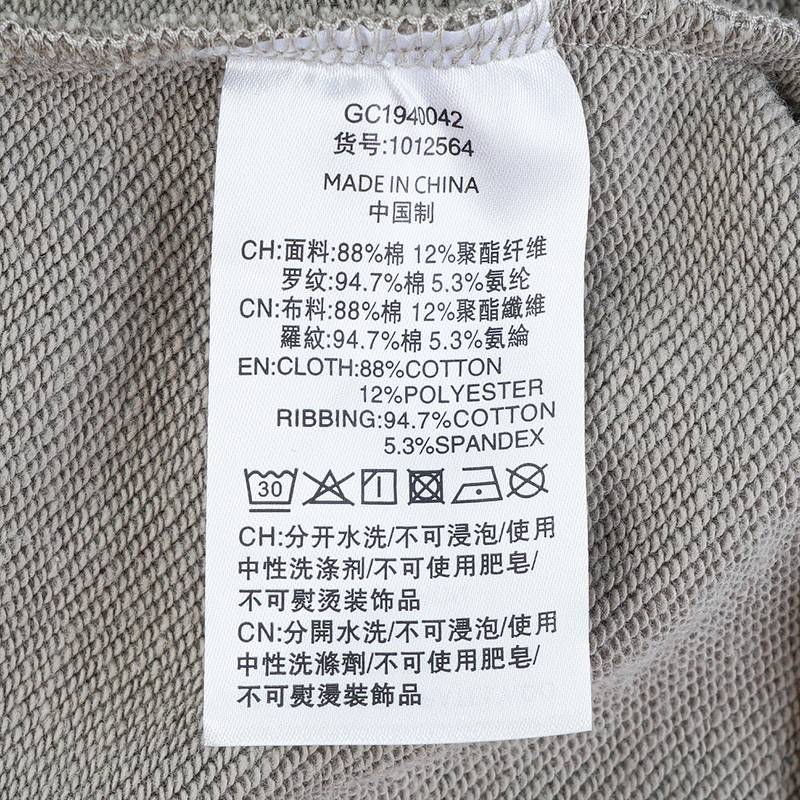 GC1940042
货号:1012564
MADE IN CHINA
中国制
CH:面料:88%棉 12%聚酯纤维
罗纹:94.7%棉 5.3%氨纶
CN:布料:88%棉 12%聚酯纖維
羅紋:94.7%棉 5.3%氨綸
EN:CLOTH:88%COTTON
12%POLYESTER
RIBBING:94.7%COTTON
5.3%SPANDEX
30
CH:分开水洗/不可浸泡/使用
中性洗涤剂/不可使用肥皂/
不可熨烫装饰品
CN:分開水洗/不可浸泡/使用
中性洗滌劑/不可使用肥皂/
不可熨燙裝飾品